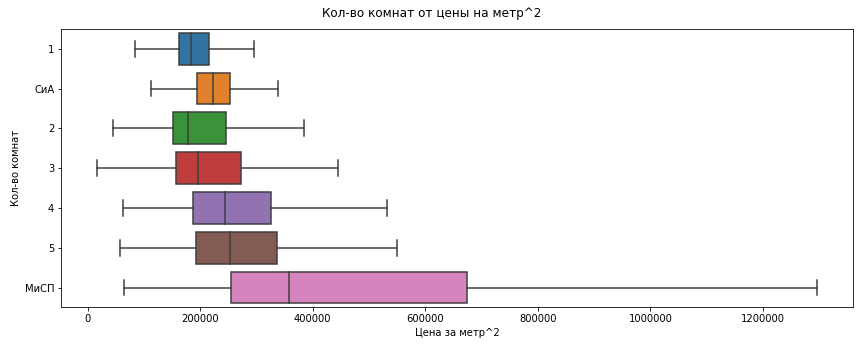 Кол-во комнат от цены на метр^2
Кол-во комнат
1
СиА
2
3
4
5
МиСП
0
200000
400000
600000
800000
1000000
1200000
Цена за метр^2